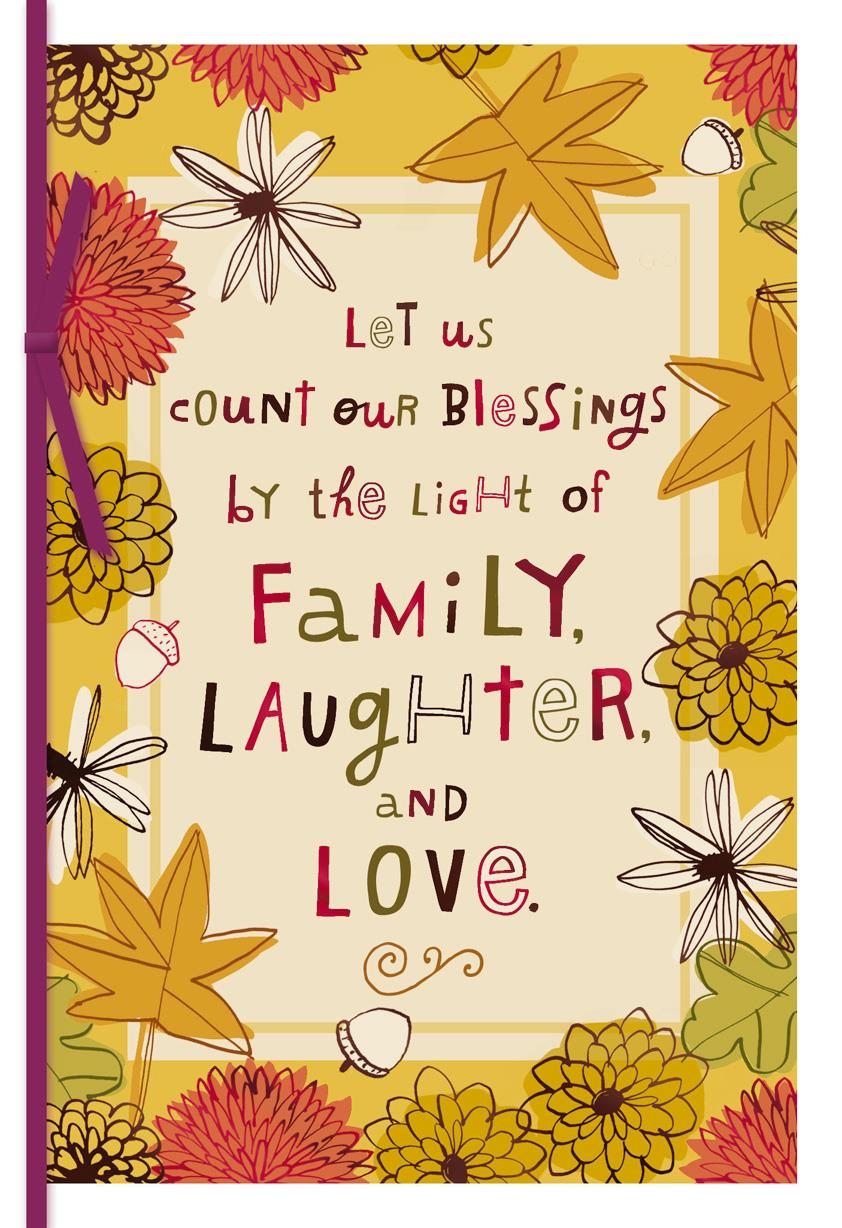 Let us
count our Blessings
by the Light of
Family,
Laughter,
and
Love.